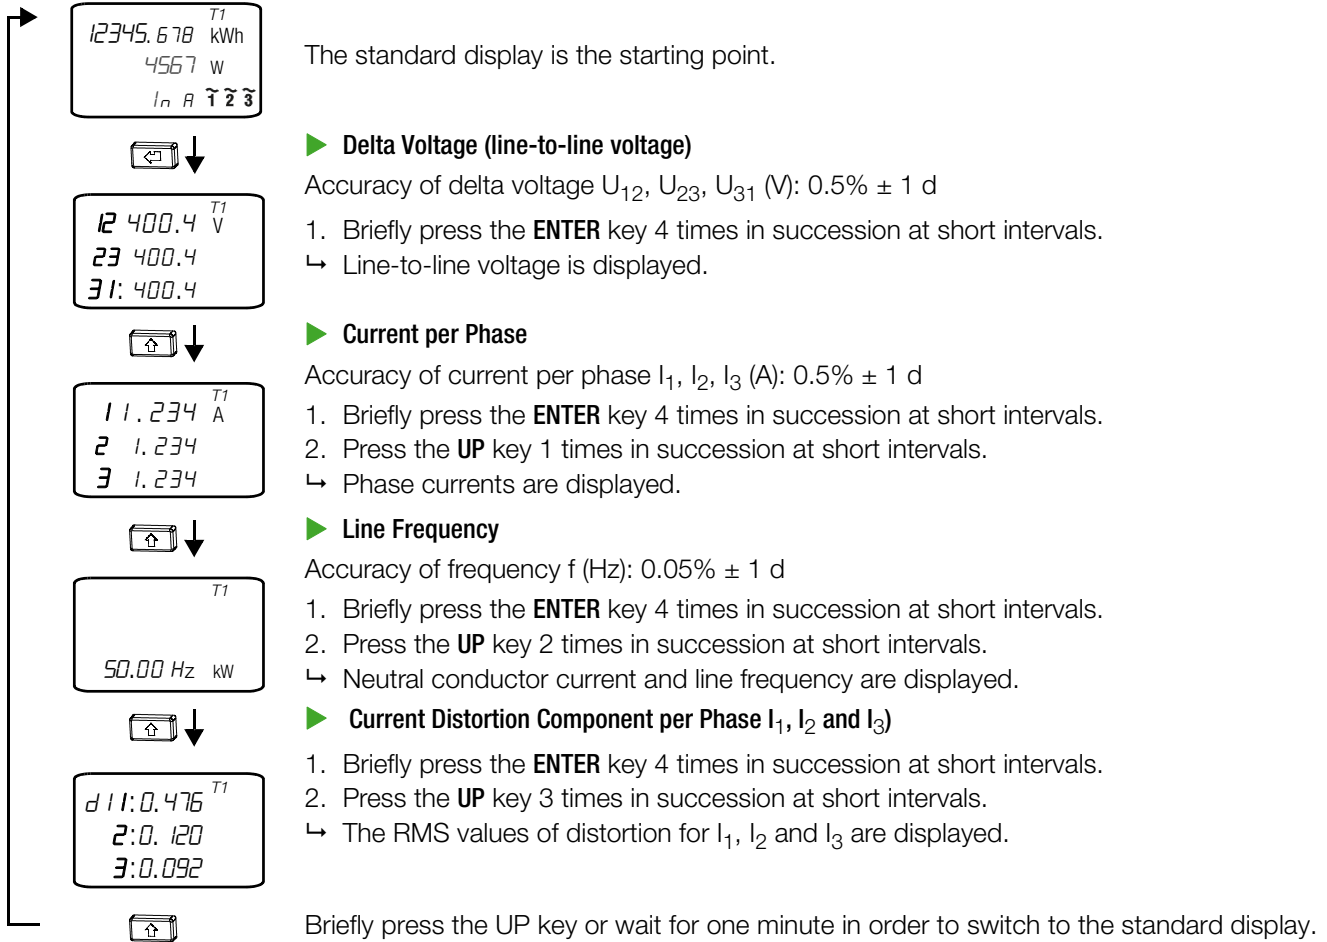 T1
12345.678 kWh
4567 W
In A 1̃ 2̃ 3̃
The standard display is the starting point.
▶ Delta Voltage (line-to-line voltage)
Accuracy of delta voltage U₁₂, U₂₃, U₃₁ (V): 0.5% ± 1 d
1. Briefly press the ENTER key 4 times in succession at short intervals.
↳ Line-to-line voltage is displayed.
T1
12 400.4 V
23 400.4
31: 400.4
▶ Current per Phase
Accuracy of current per phase I₁, I₂, I₃ (A): 0.5% ± 1 d
1. Briefly press the ENTER key 4 times in succession at short intervals.
2. Press the UP key 1 times in succession at short intervals.
↳ Phase currents are displayed.
T1
1 1.234 A
2 1.234
3 1.234
▶ Line Frequency
Accuracy of frequency f (Hz): 0.05% ± 1 d
1. Briefly press the ENTER key 4 times in succession at short intervals.
2. Press the UP key 2 times in succession at short intervals.
↳ Neutral conductor current and line frequency are displayed.
T1
50.00 Hz kW
▶ Current Distortion Component per Phase I₁, I₂ and I₃)
1. Briefly press the ENTER key 4 times in succession at short intervals.
2. Press the UP key 3 times in succession at short intervals.
↳ The RMS values of distortion for I₁, I₂ and I₃ are displayed.
T1
d I 1:0.476
2:0.120
3:0.092
Briefly press the UP key or wait for one minute in order to switch to the standard display.